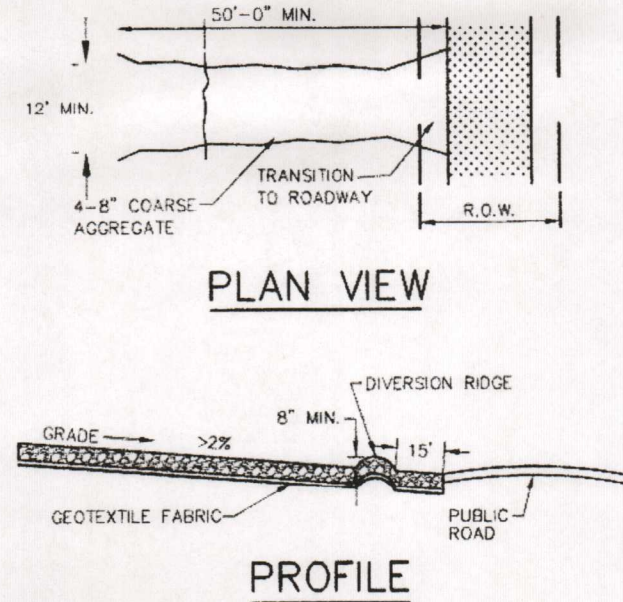 50'-0" MIN.
12' MIN.
TRANSITION
TO ROADWAY
4-8" COARSE
AGGREGATE
R.O.W.
PLAN VIEW
DIVERSION RIDGE
8" MIN.
GRADE
>2%
15'
GEOTEXTILE FABRIC
PUBLIC
ROAD
PROFILE